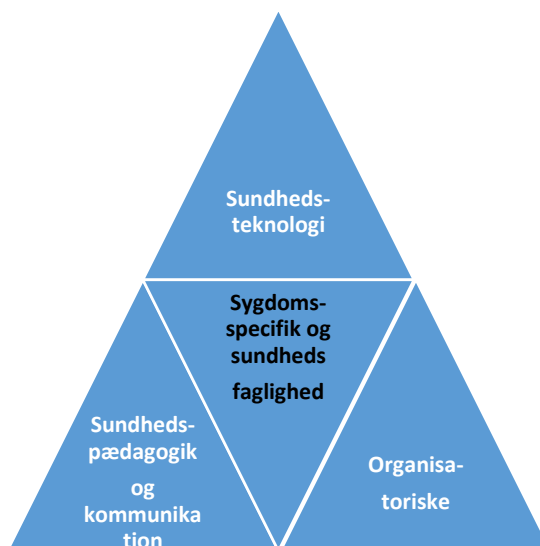 Sundheds-
teknologi
Sygdoms-
specifik og
sundheds
faglighed
Sundheds-
pædagogik
og
kommunika
tion
Organisa-
toriske